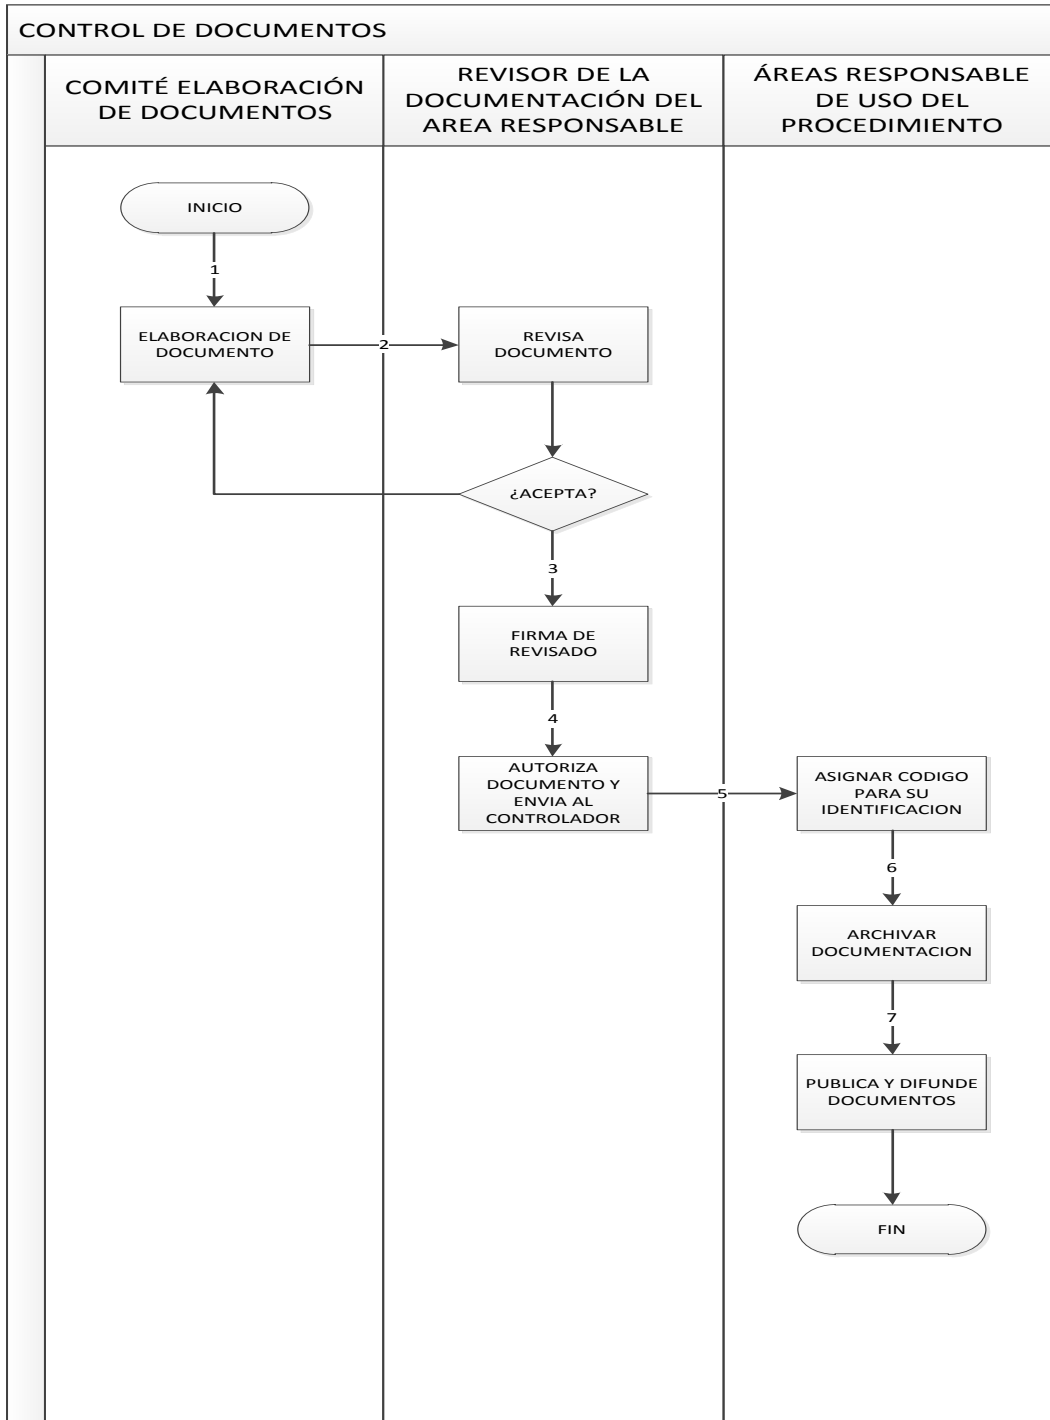 CONTROL DE DOCUMENTOS
COMITÉ ELABORACIÓN
DE DOCUMENTOS
REVISOR DE LA
DOCUMENTACIÓN DEL
AREA RESPONSABLE
ÁREAS RESPONSABLE
DE USO DEL
PROCEDIMIENTO
INICIO
1
ELABORACION DE
DOCUMENTO
2
REVISA
DOCUMENTO
¿ACEPTA?
3
FIRMA DE
REVISADO
4
AUTORIZA
DOCUMENTO Y
ENVIA AL
CONTROLADOR
5
ASIGNAR CODIGO
PARA SU
IDENTIFICACION
6
ARCHIVAR
DOCUMENTACION
7
PUBLICA Y DIFUNDE
DOCUMENTOS
FIN